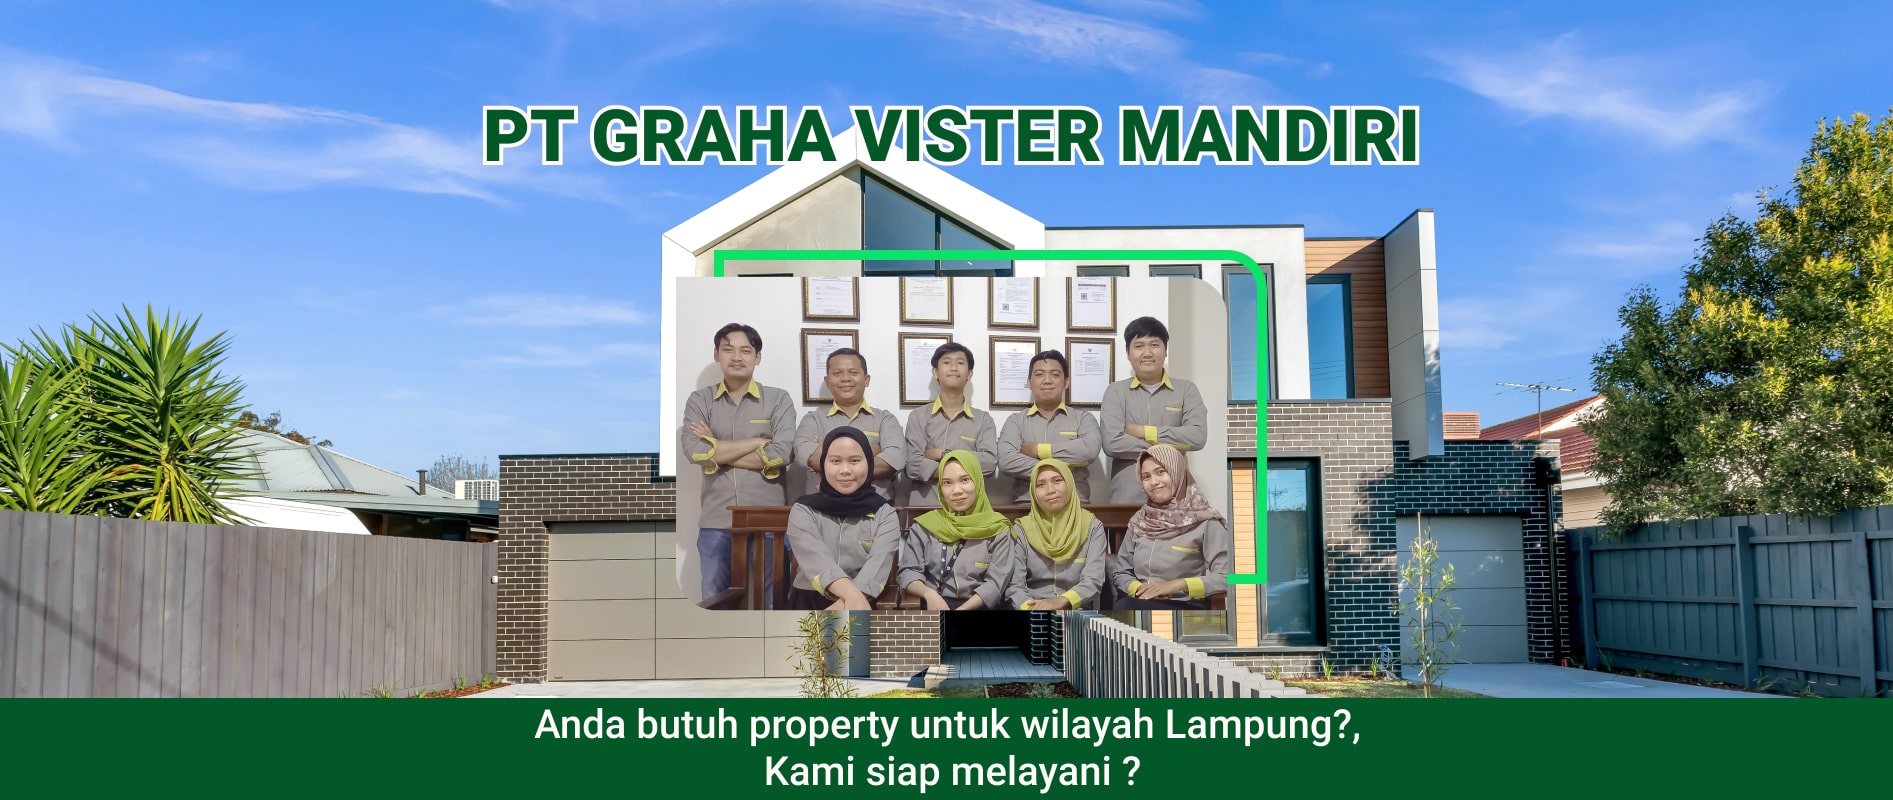 PT GRAHA VISTER MANDIRI
Anda butuh property untuk wilayah Lampung?,
Kami siap melayani ?